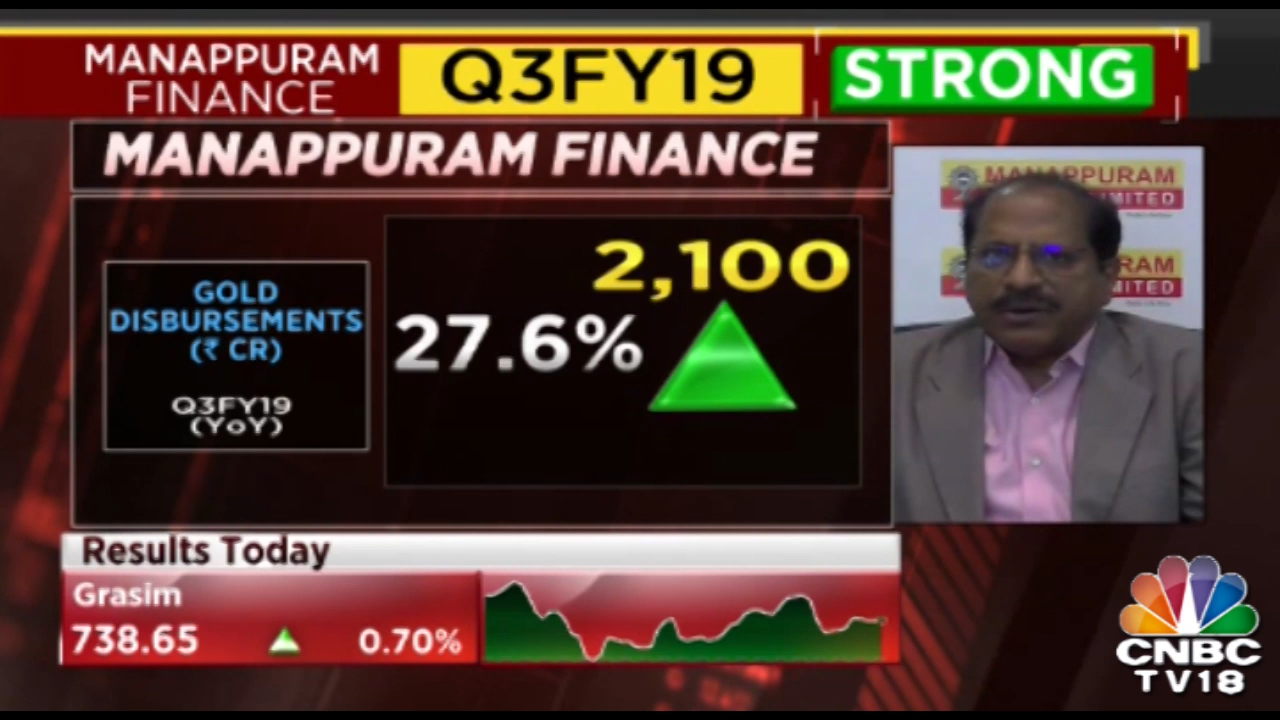 MANAPPURAM
FINANCE
Q3FY19
STRONG
MANAPPURAM FINANCE
GOLD
DISBURSEMENTS
(₹ CR)
Q3FY19
(YoY)
2,100
27.6%
MANAPPURAM
LIMITED
RAM
LIMITED
Results Today
Grasim
738.65
0.70%
CNBC
TV18